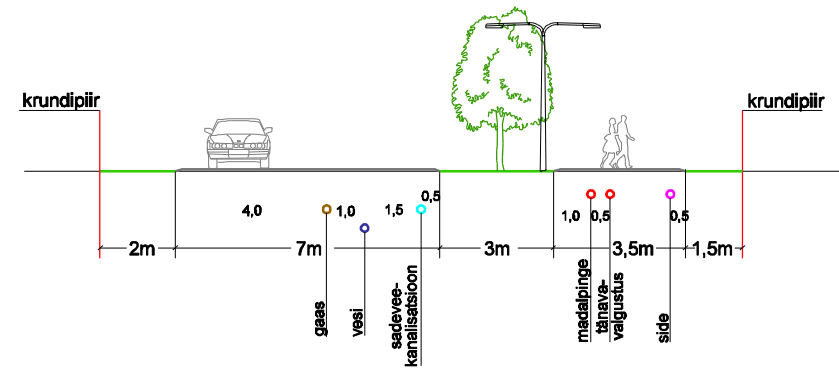 krundipiir
krundipiir
4,0
1,0
1,5
0,5
1,0
0,5
0,5
2m
7m
3m
3,5m
1,5m
gaas
vesi
sadevee-
kanalisatsioon
madalpinge
tänava-
valgustus
side